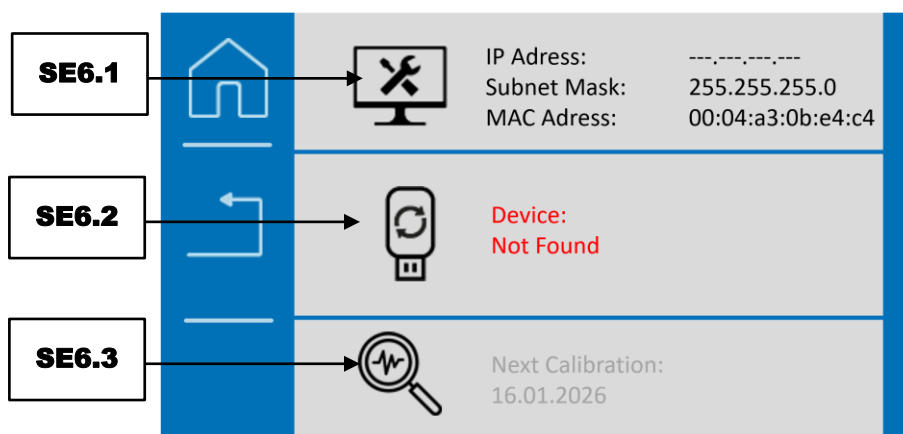 SE6.1
IP Adress: ---.---.---.---
Subnet Mask: 255.255.255.0
MAC Adress: 00:04:a3:0b:e4:c4
SE6.2
Device:
Not Found
SE6.3
Next Calibration:
16.01.2026